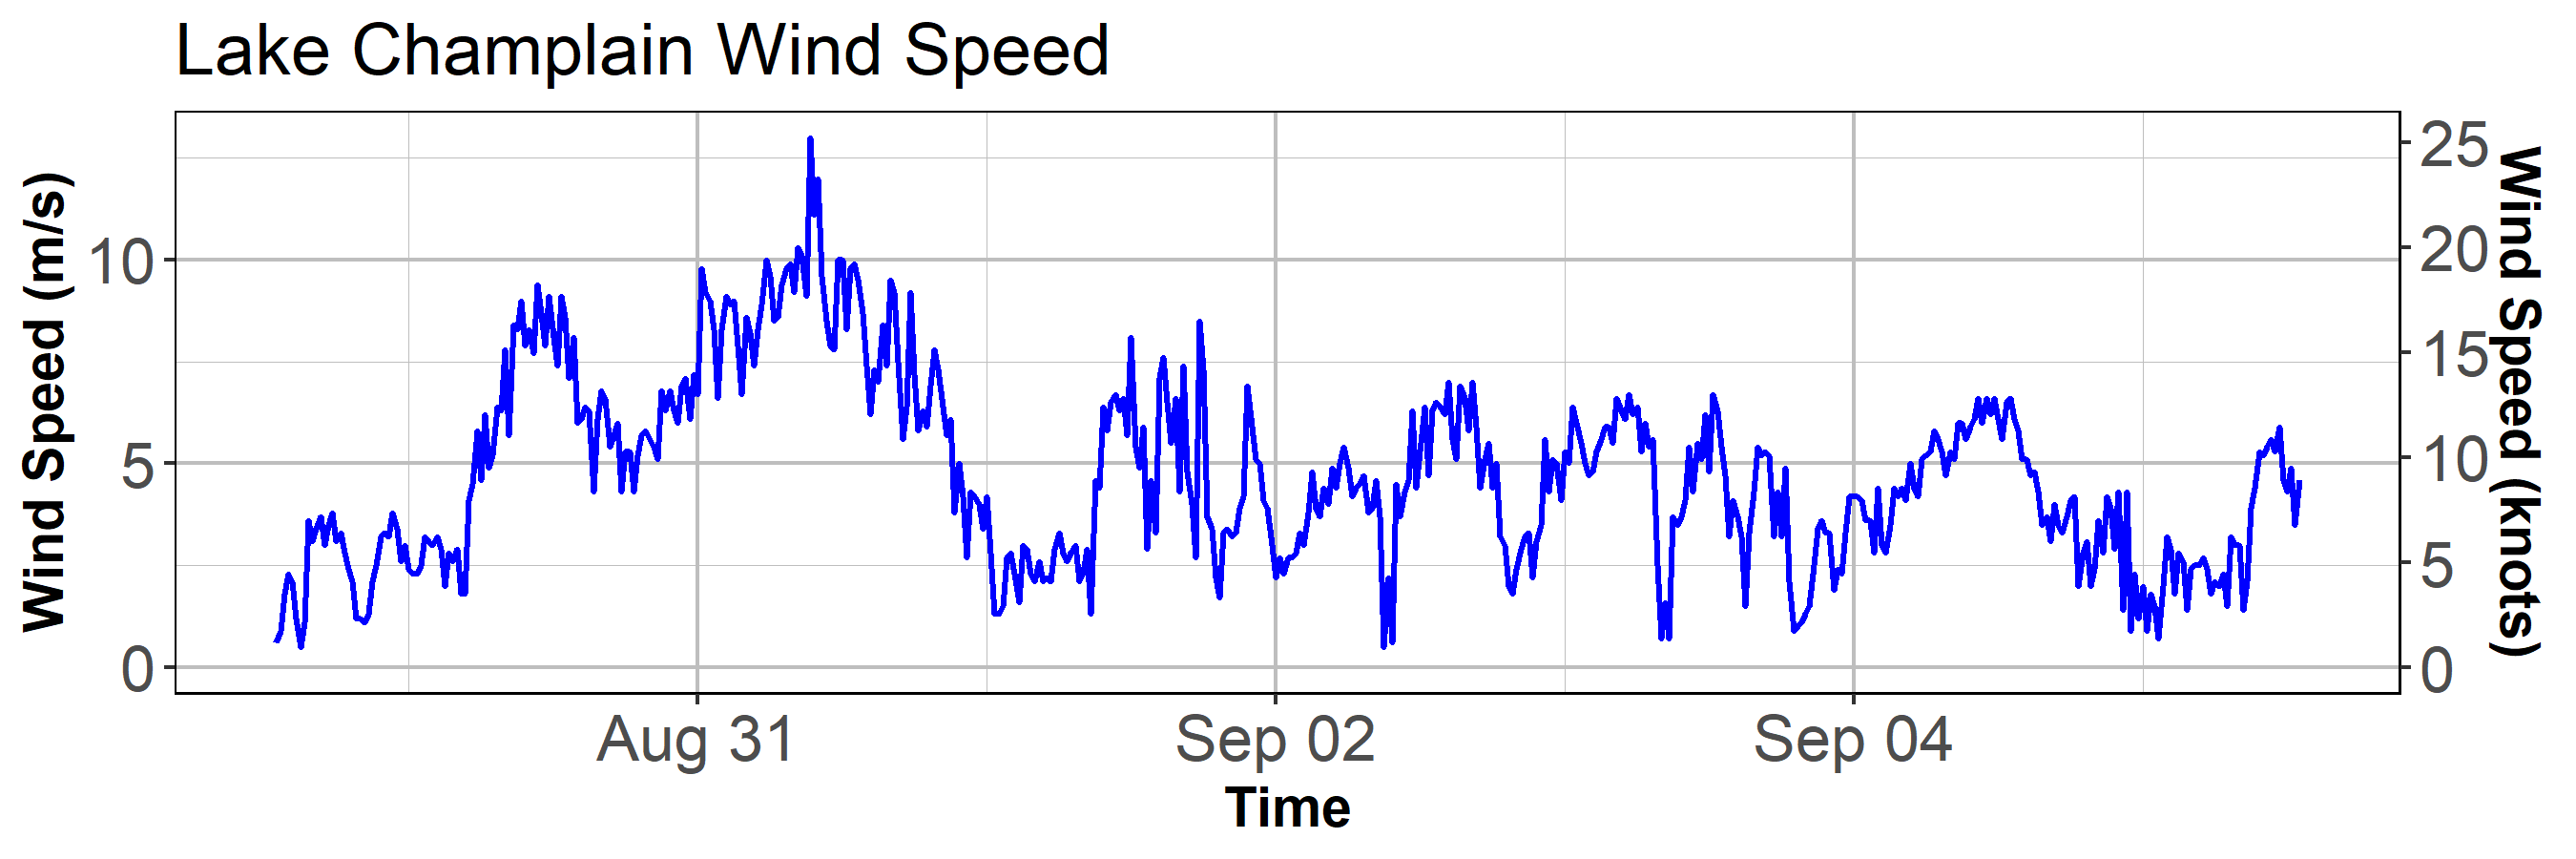 Lake Champlain Wind Speed
Wind Speed (m/s)
10
5
0
25
20
15
10
5
0
Wind Speed (knots)
Aug 31
Sep 02
Sep 04
Time